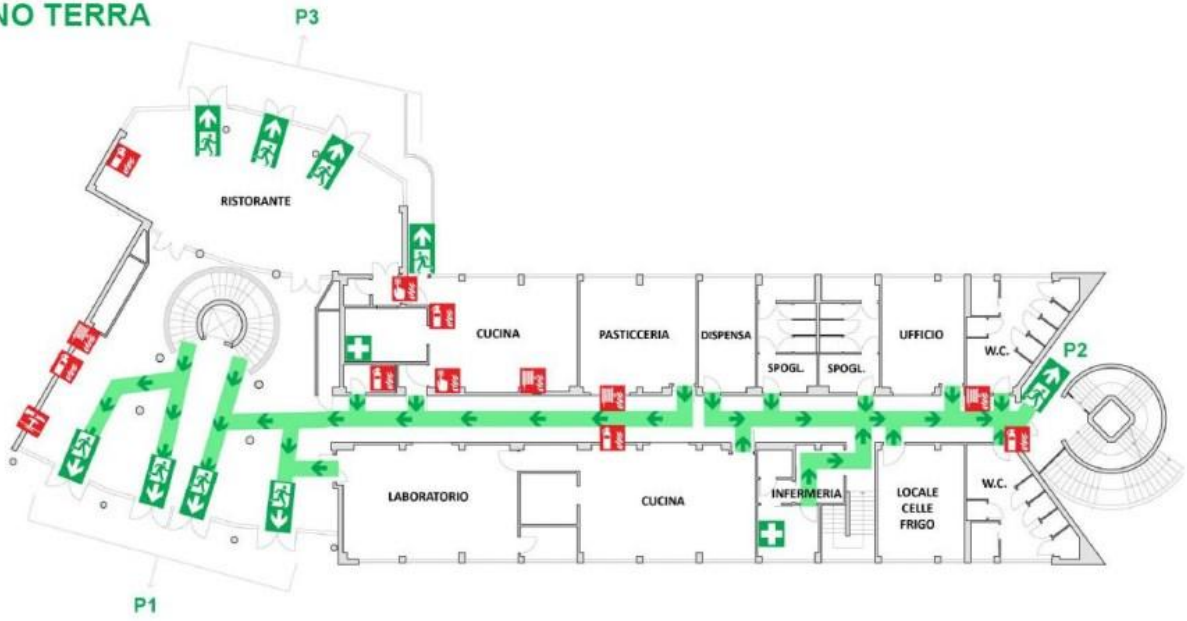 NO TERRA
P3
RISTORANTE
CUCINA
PASTICCERIA
DISPENSA
SPOGL.
SPOGL.
UFFICIO
W.C.
P2
LABORATORIO
CUCINA
INFERMERIA
LOCALE
CELLE
FRIGO
W.C.
P1